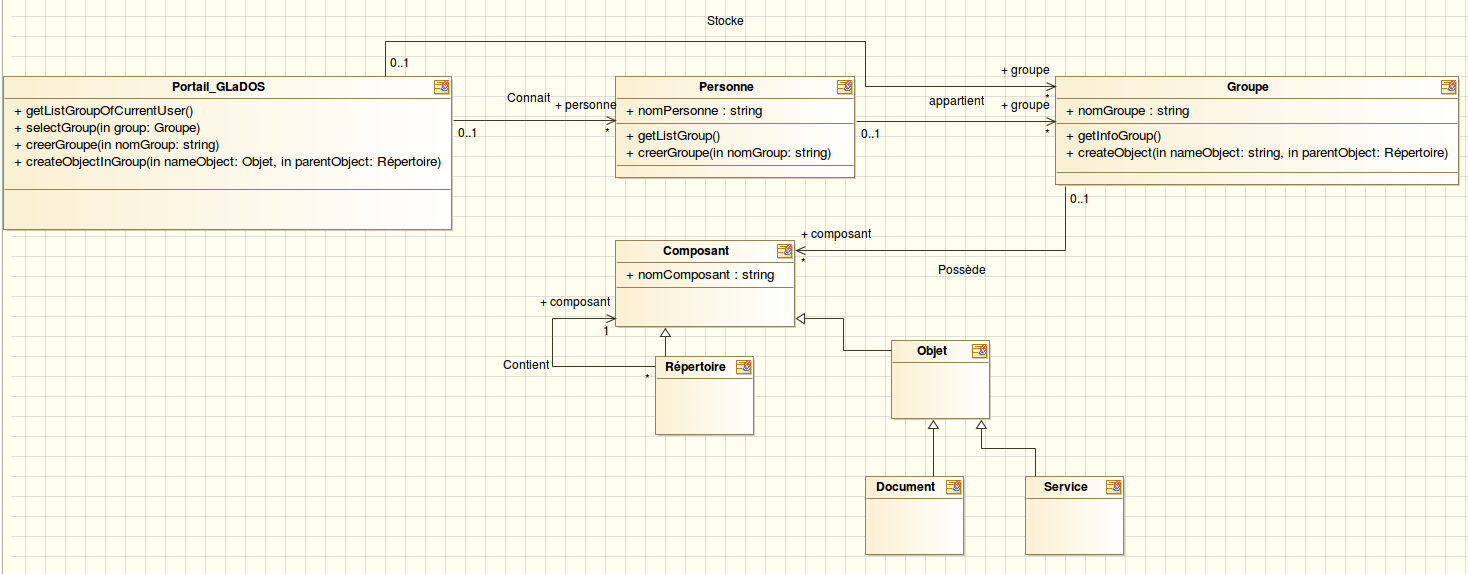 Stocke
0..1
+ groupe
*
Portail_GLaDOS
+ getListGroupOfCurrentUser()
+ selectGroup(in group: Groupe)
+ creerGroupe(in nomGroup: string)
+ createObjectInGroup(in nameObject: Objet, in parentObject: Répertoire)
Connait
+ personne
0..1
*
Personne
+ nomPersonne : string
+ getListGroup()
+ creerGroupe(in nomGroup: string)
appartient
+ groupe
0..1
*
Groupe
+ nomGroupe : string
+ getInfoGroup()
+ createObject(in nameObject: string, in parentObject: Répertoire)
0..1
+ composant
*
Possède
Composant
+ nomComposant : string
+ composant
1
Contient
*
Répertoire
Objet
Document
Service